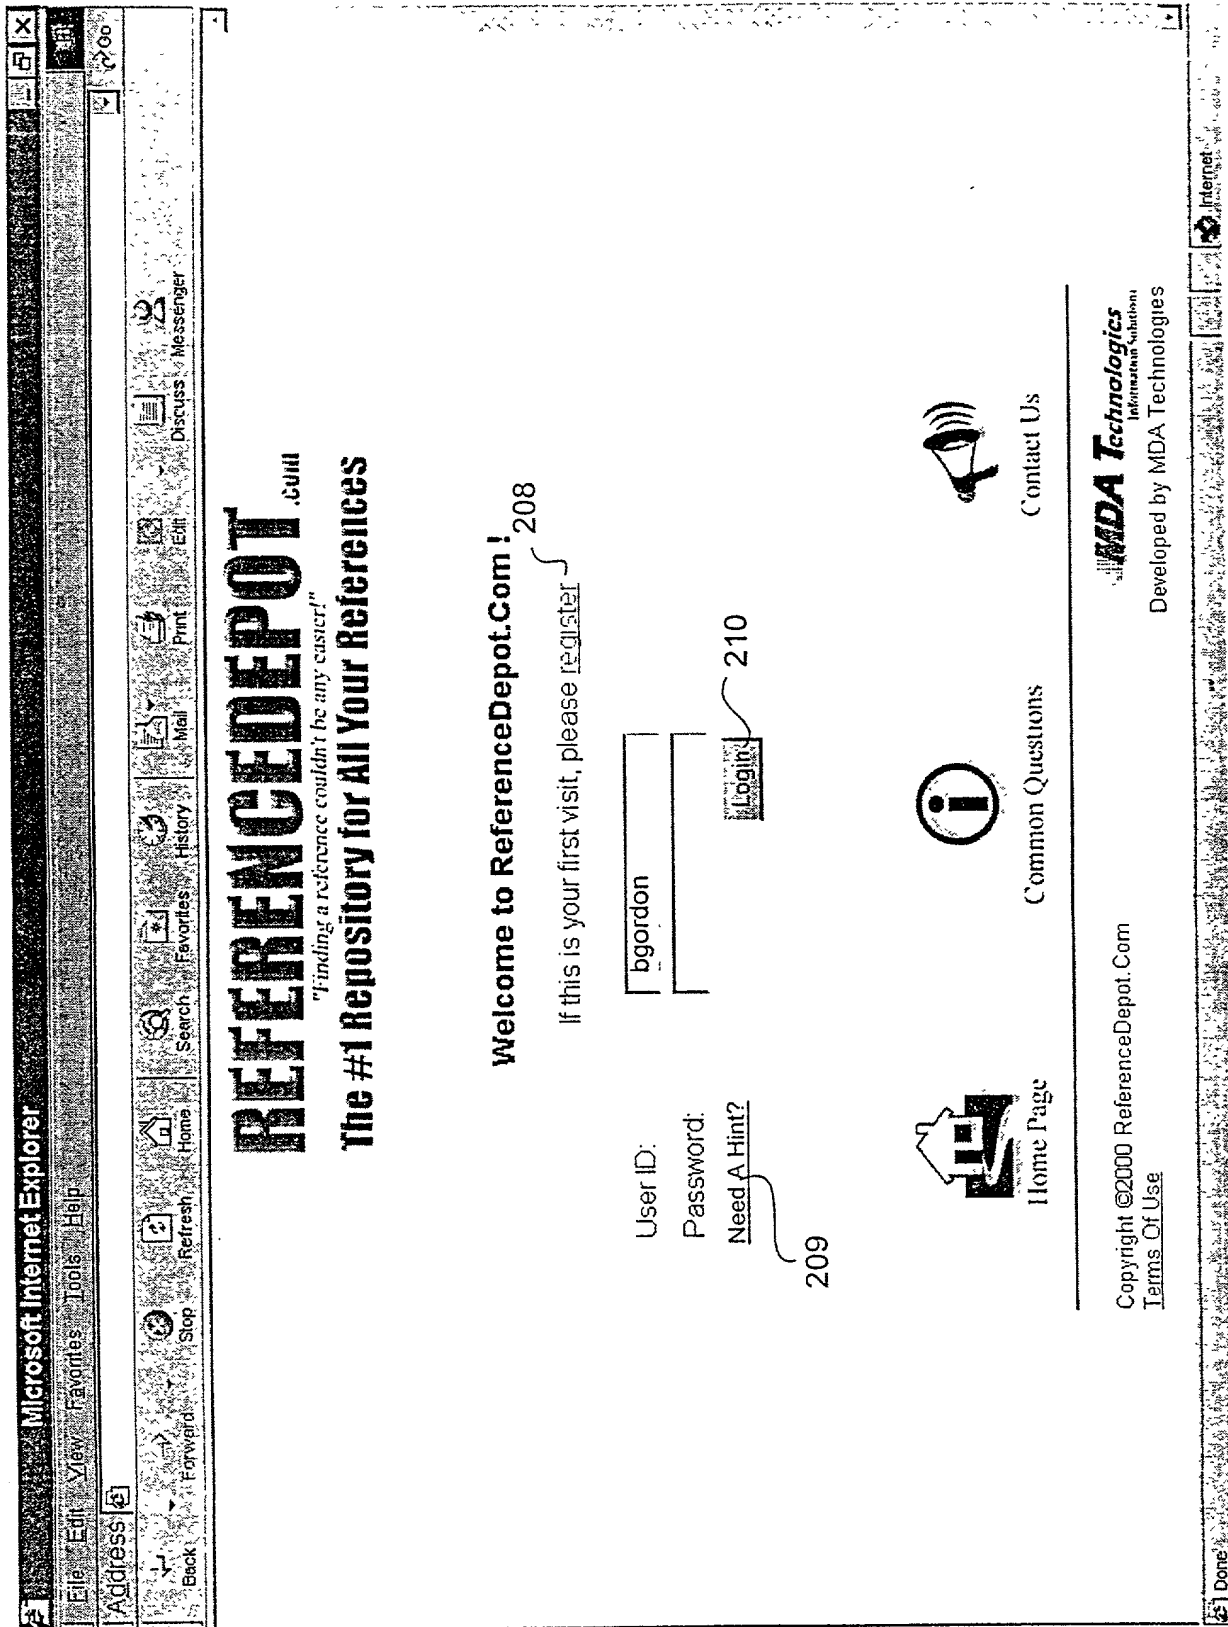 Microsoft Internet Explorer
File Edit View Favorites Tools Help
Address
Go
Back Forward Stop Refresh Home Search Favorites History Mail Print Edit Discuss Messenger
REFERENCEDEPOT.com
"Finding a reference couldn't be any easier!"
The #1 Repository for All Your References
Welcome to ReferenceDepot.Com!
If this is your first visit, please register
208
User ID: bgordon
Password:
Need A Hint? Login
210
209
Home Page Common Questions Contact Us
MDA Technologies
Information Solutions
Copyright ©2000 ReferenceDepot.Com
Developed by MDA Technologies
Terms Of Use
Done Internet